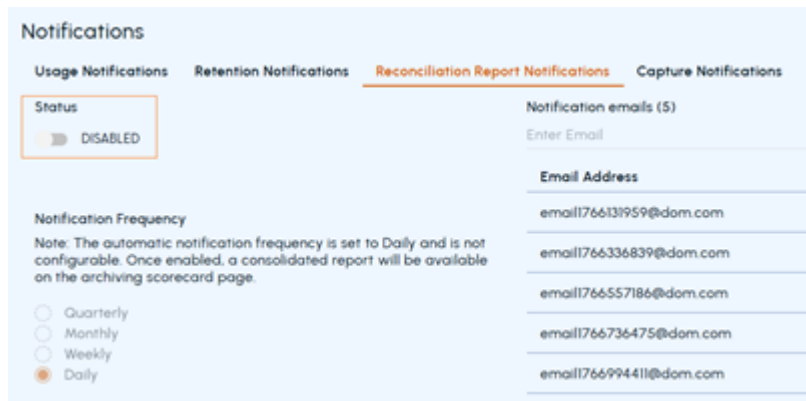 Notifications
Usage Notifications Retention Notifications Reconciliation Report Notifications Capture Notifications
Status
DISABLED
Notification emails (5)
Enter Email
Email Address
email1766131959@dom.com
email1766336839@dom.com
email1766557186@dom.com
email1766736475@dom.com
email1766994411@dom.com
Notification Frequency
Note: The automatic notification frequency is set to Daily and is not
configurable. Once enabled, a consolidated report will be available
on the archiving scorecard page.
Quarterly
Monthly
Weekly
Daily